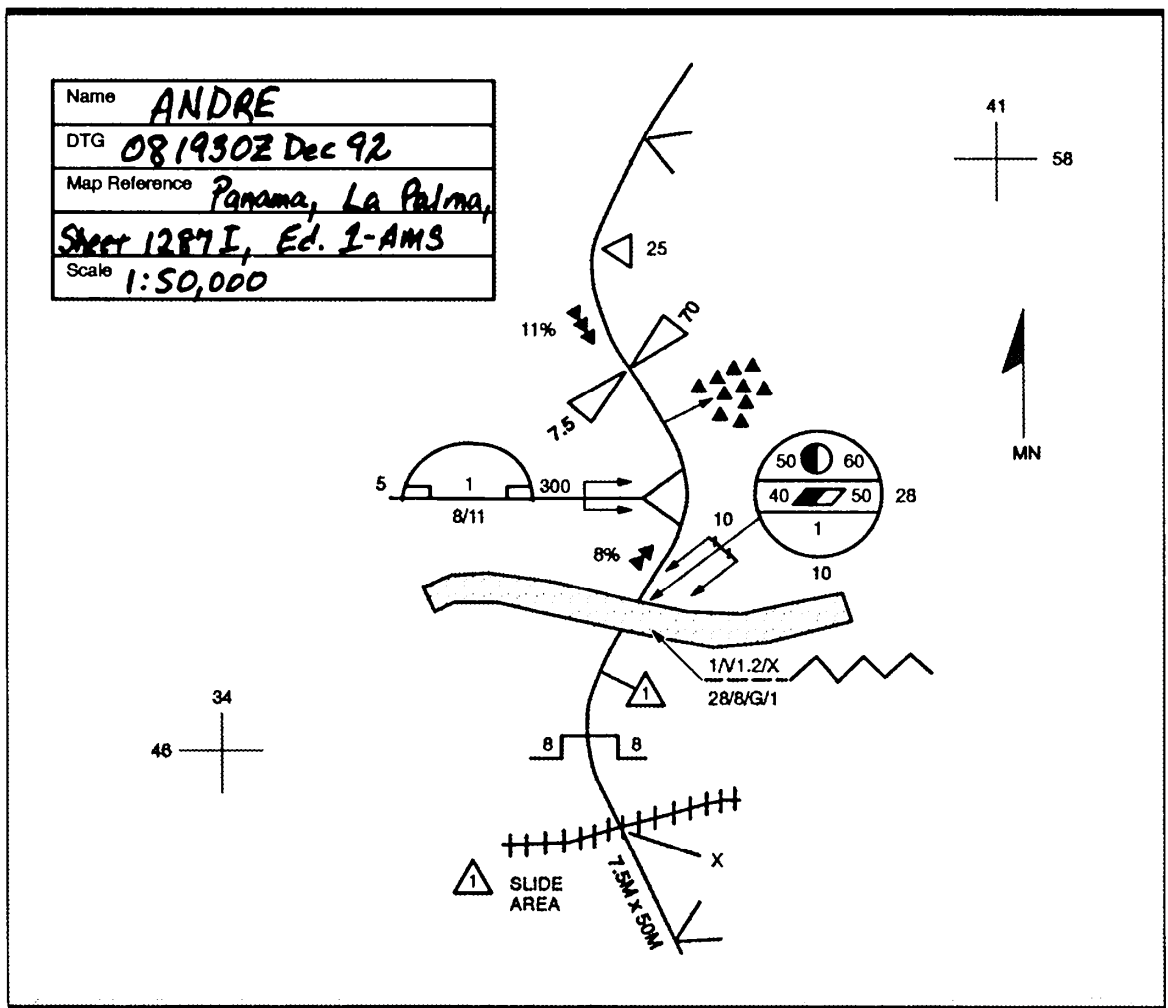 Name ANDRE
DTG 081930Z Dec 92
Map Reference Panama, La Palma,
Sheet 1287 I, Ed. 1-AMS
Scale 1:50,000
41
58
25
11%
70
7.5
MN
50 60
40 50 28
1
10
5 1 300
8/11
10
8%
1/V1.2/X
28/8/G/1
1
34
46
8 8
X
1 SLIDE
AREA
7.5M x 50M